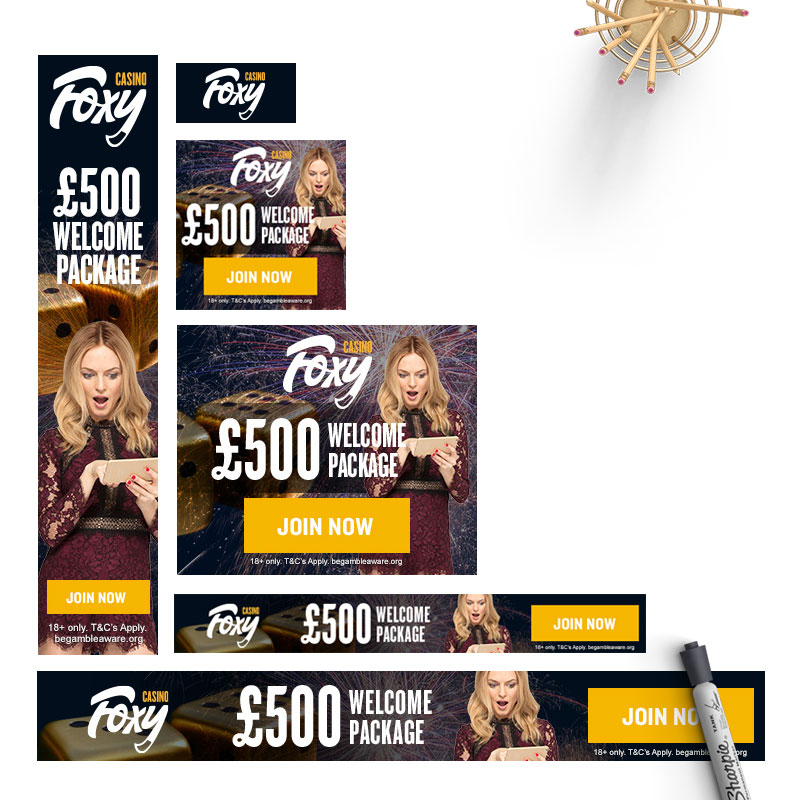 CASINO
Foxy
£500
WELCOME
PACKAGE
JOIN NOW
18+ only. T&C's Apply.
begambleaware.org.
CASINO
Foxy
CASINO
Foxy
£500 WELCOME
PACKAGE
JOIN NOW
18+ only. T&C's Apply. begambleaware.org
CASINO
Foxy
£500 WELCOME
PACKAGE
JOIN NOW
18+ only. T&C's Apply. begambleaware.org
CASINO
Foxy
£500 WELCOME
PACKAGE
JOIN NOW
18+ only. T&C's Apply. begambleaware.org
CASINO
Foxy
£500 WELCOME
PACKAGE
JOIN NO
18+ only. T&C's Apply. begamble org
Sharpie